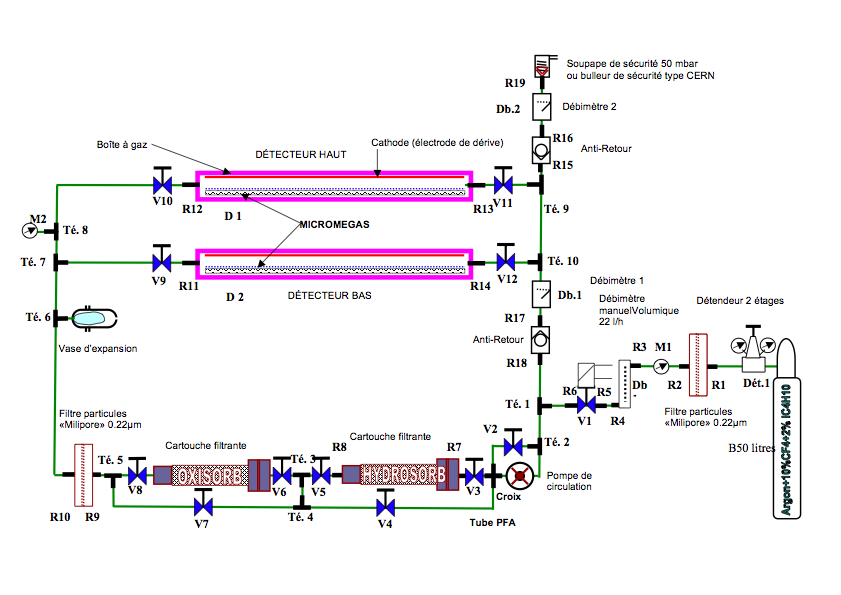 Soupape de sécurité 50 mbar
ou bulleur de sécurité type CERN
R19
Db.2
Débimètre 2
R16
Anti-Retour
R15
Boîte à gaz
DÉTECTEUR HAUT
Cathode (électrode de dérive)
V10
R12
D 1
R13
V11
MICROMEGAS
Té. 9
M2
Té. 8
Té. 7
V9
R11
D 2
DÉTECTEUR BAS
R14
V12
Té. 10
Débimètre 1
Db.1
Débimètre
manuelVolumique
22 l/h
Détendeur 2 étages
Té. 6
Vase d'expansion
R17
Anti-Retour
R18
R3
M1
R6
R5
Db
R2
R1
Dét.1
Té. 1
V1
R4
Filtre particules
«Milipore» 0.22µm
B50 litres
Argon+10%CF4+2% IC4H10
Filtre particules
«Milipore» 0.22µm
Cartouche filtrante
Cartouche filtrante
V2
Té. 2
Té. 5
Té. 3
R8
R7
OXISORB
HYDROSORB
V8
V6
V5
V3
Croix
Pompe de
circulation
R10
R9
V7
Té. 4
V4
Tube PFA